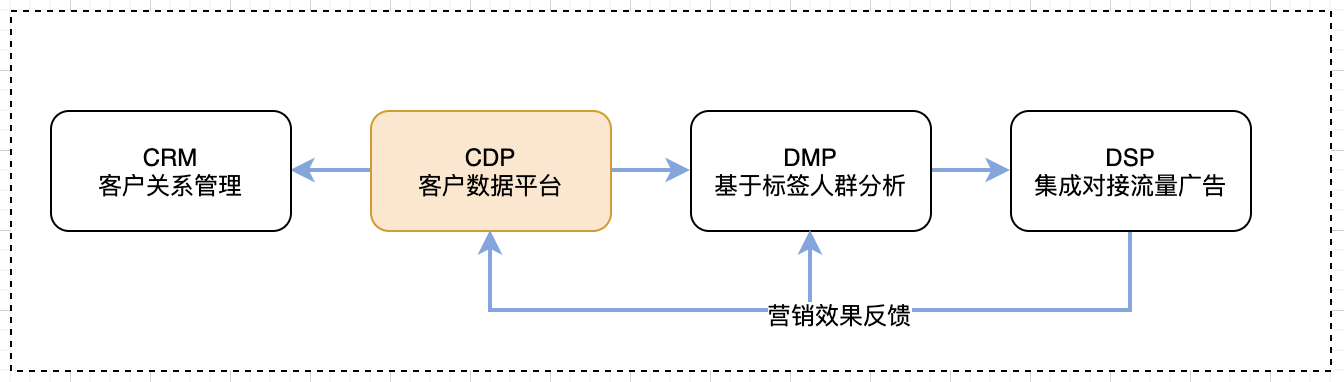 CRM
客户关系管理
CDP
客户数据平台
DMP
基于标签人群分析
DSP
集成对接流量广告
营销效果反馈